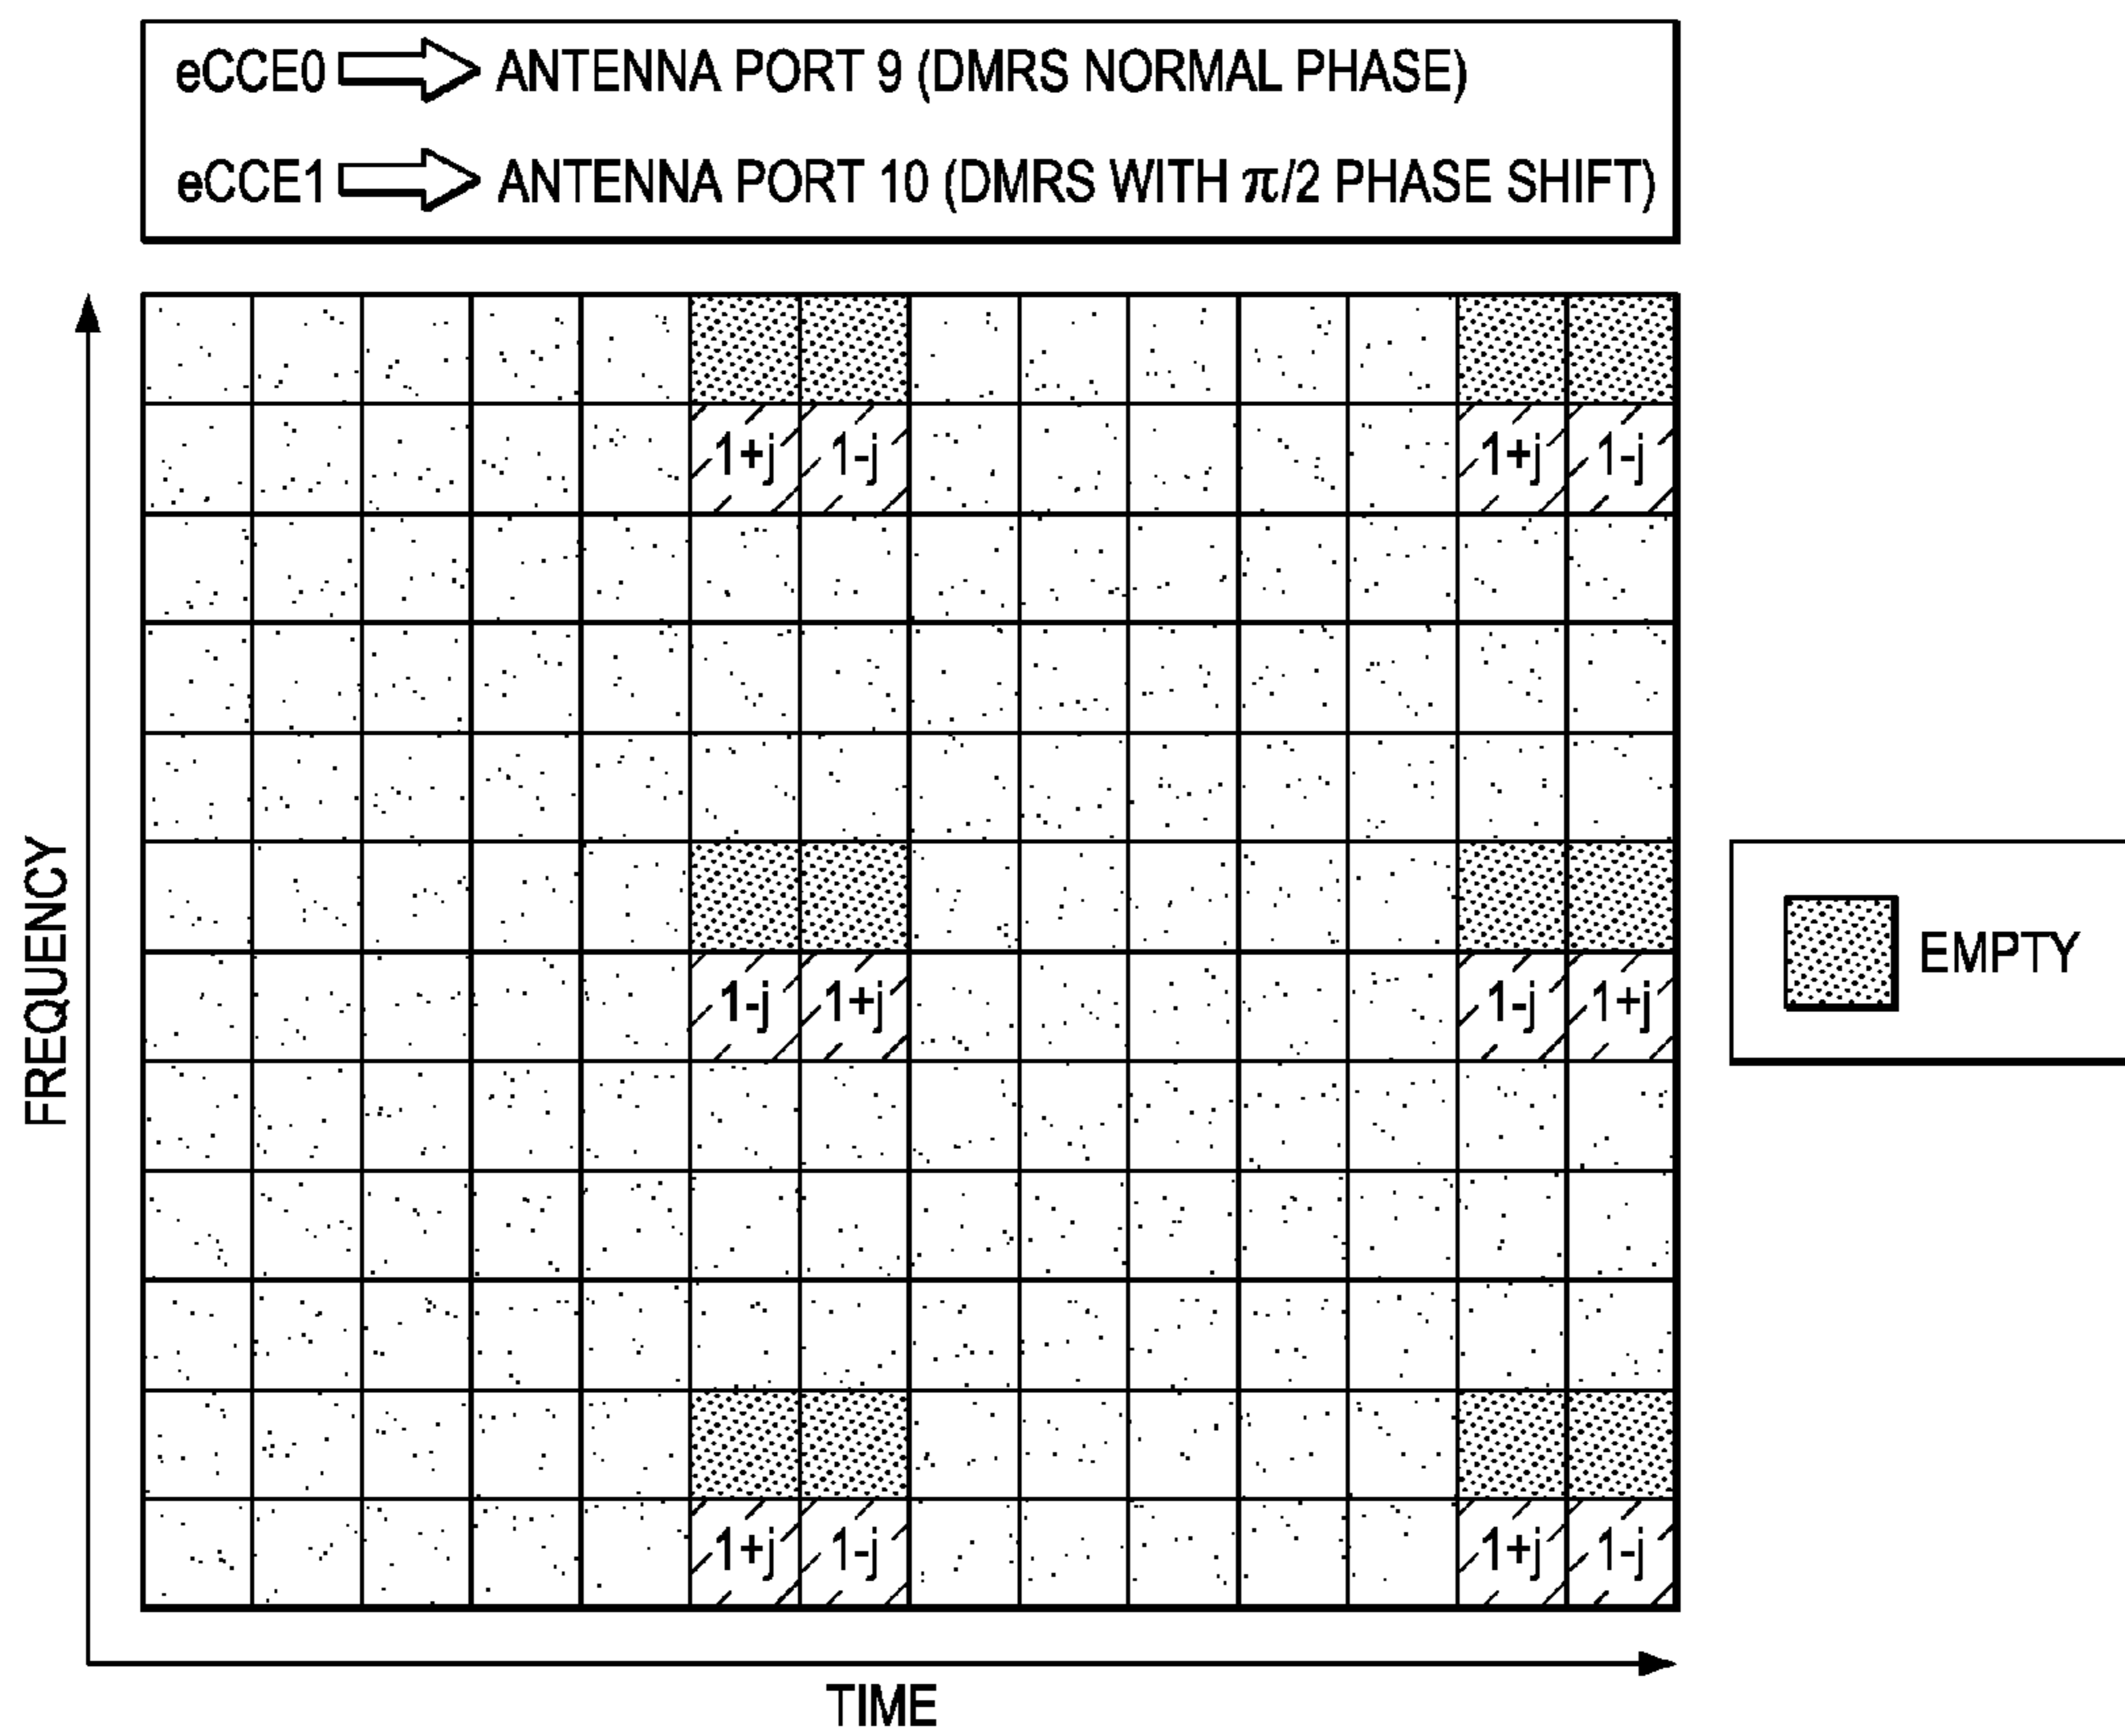 eCCE0 ANTENNA PORT 9 (DMRS NORMAL PHASE)
eCCE1 ANTENNA PORT 10 (DMRS WITH π/2 PHASE SHIFT)
1+j 1-j 1+j 1-j
1-j 1+j 1-j 1+j
1+j 1-j 1+j 1-j
FREQUENCY
TIME
EMPTY